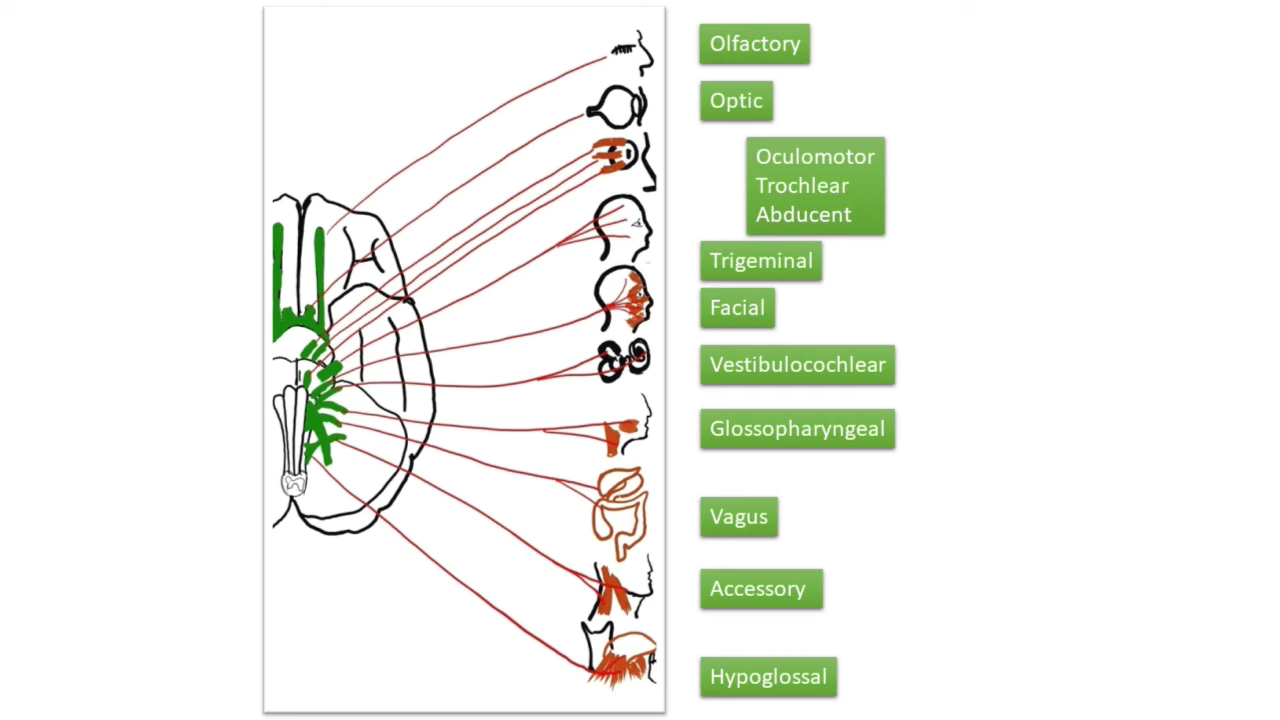 Olfactory
Optic
Oculomotor
Trochlear
Abducent
Trigeminal
Facial
Vestibulocochlear
Glossopharyngeal
Vagus
Accessory
Hypoglossal